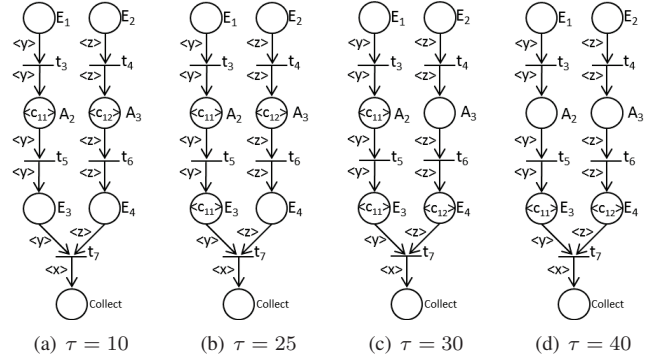 E1 E2
<y> <z>
t3 t4
<y> <z>
<c11> A2 <c12> A3
<y> <z>
t5 t6
<y> <z>
E3 E4
<y> <z>
t7
<x>
Collect
(a) τ = 10
E1 E2
<y> <z>
t3 t4
<y> <z>
<c11> A2 <c12> A3
<y> <z>
t5 t6
<y> <z>
<c11> E3 E4
<y> <z>
t7
<x>
Collect
(b) τ = 25
E1 E2
<y> <z>
t3 t4
<y> <z>
<c11> A2 A3
<y> <z>
t5 t6
<y> <z>
<c11> E3 <c12> E4
<y> <z>
t7
<x>
Collect
(c) τ = 30
E1 E2
<y> <z>
t3 t4
<y> <z>
A2 A3
<y> <z>
t5 t6
<y> <z>
<c11> E3 <c12> E4
<y> <z>
t7
<x>
Collect
(d) τ = 40